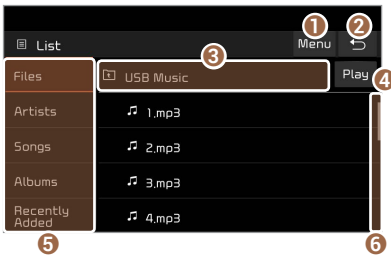 1 2
List Menu
3
Files USB Music Play 4
Artists 1.mp3
Songs 2.mp3
Albums 3.mp3
Recently
Added 4.mp3
5 6